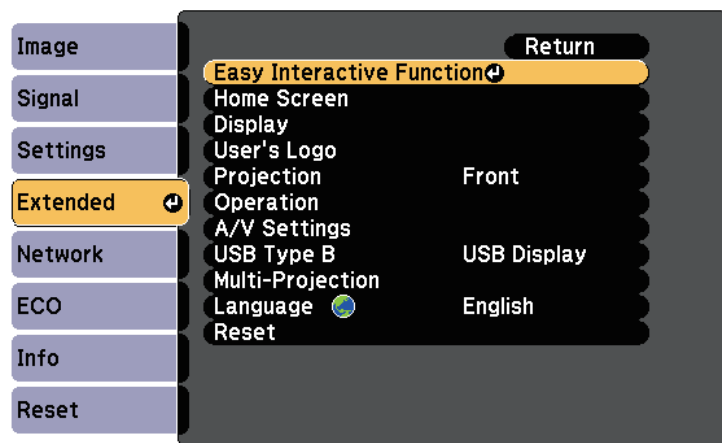 Image
Signal
Settings
Extended
Network
ECO
Info
Reset
Return
Easy Interactive Function
Home Screen
Display
User's Logo
Projection Front
Operation
A/V Settings
USB Type B USB Display
Multi-Projection
Language English
Reset